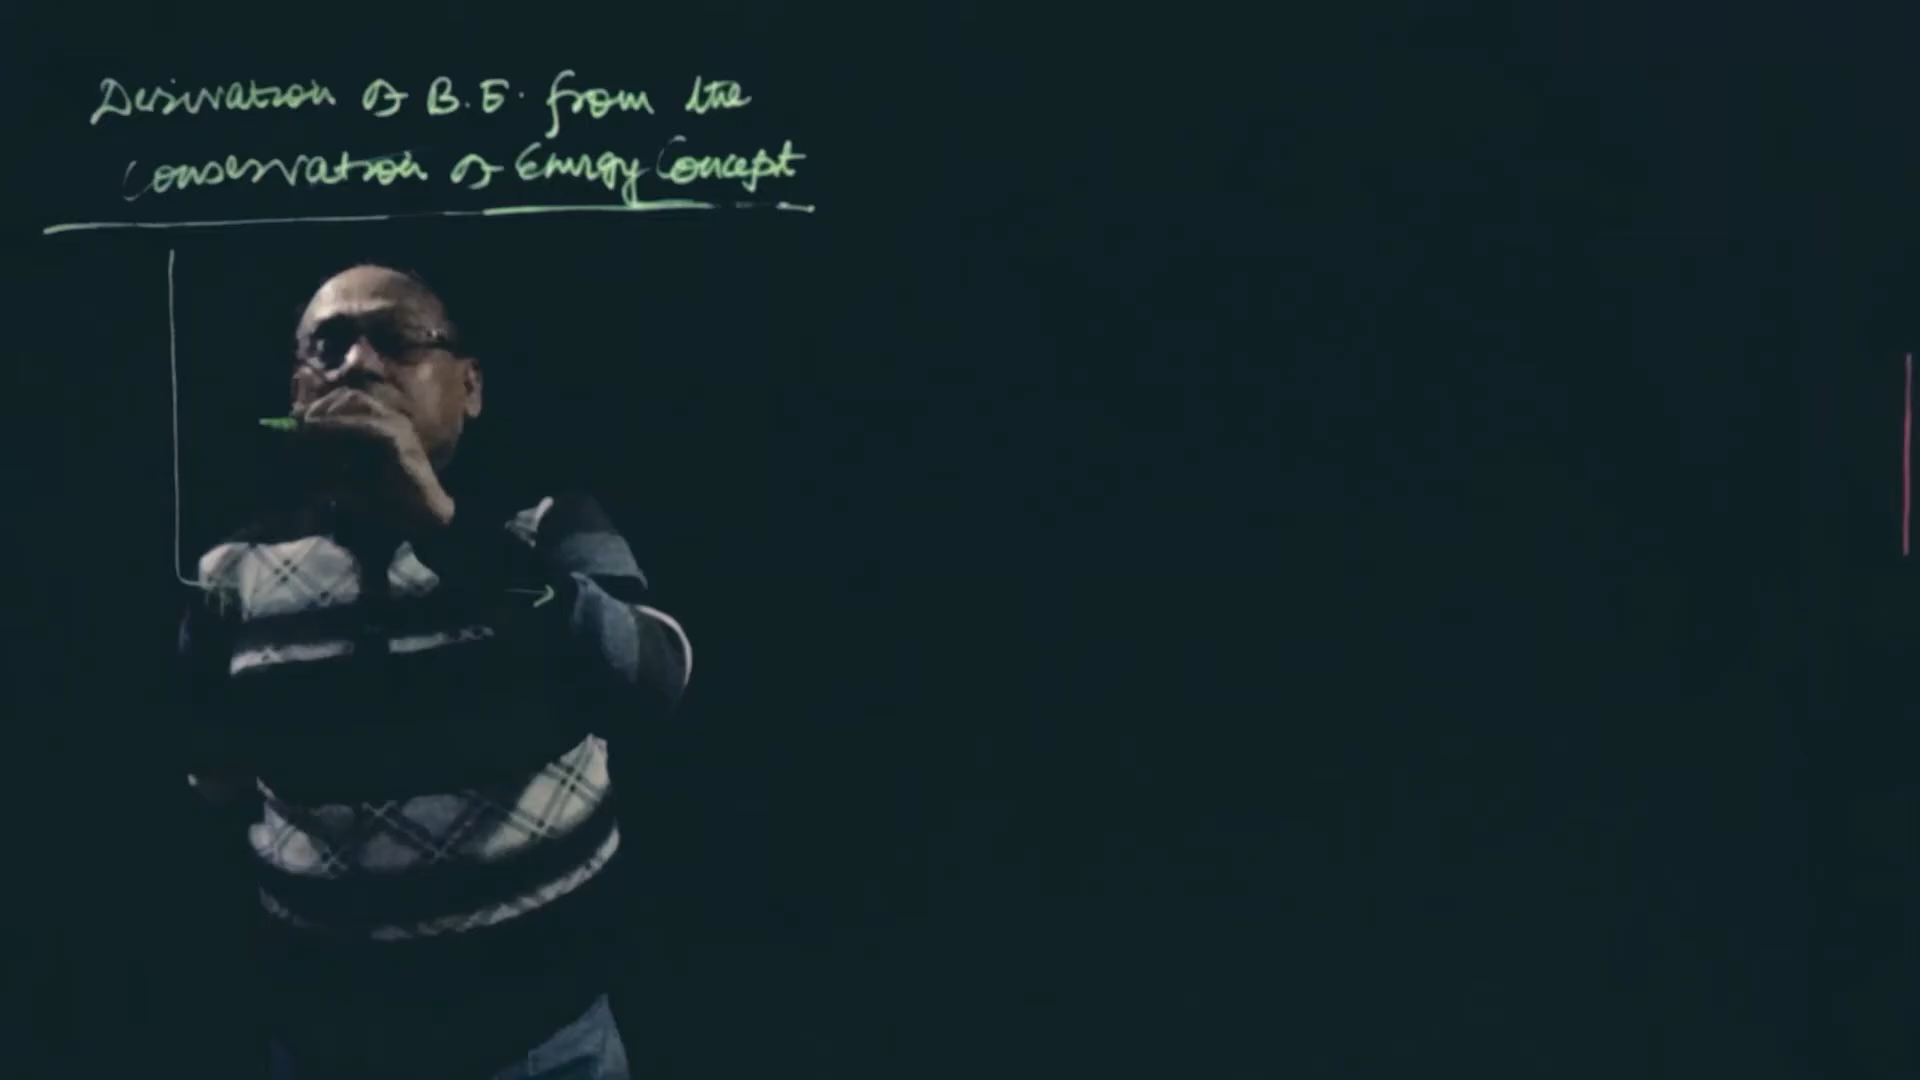 Derivation of B.E. from the
Conservation of Energy Concept